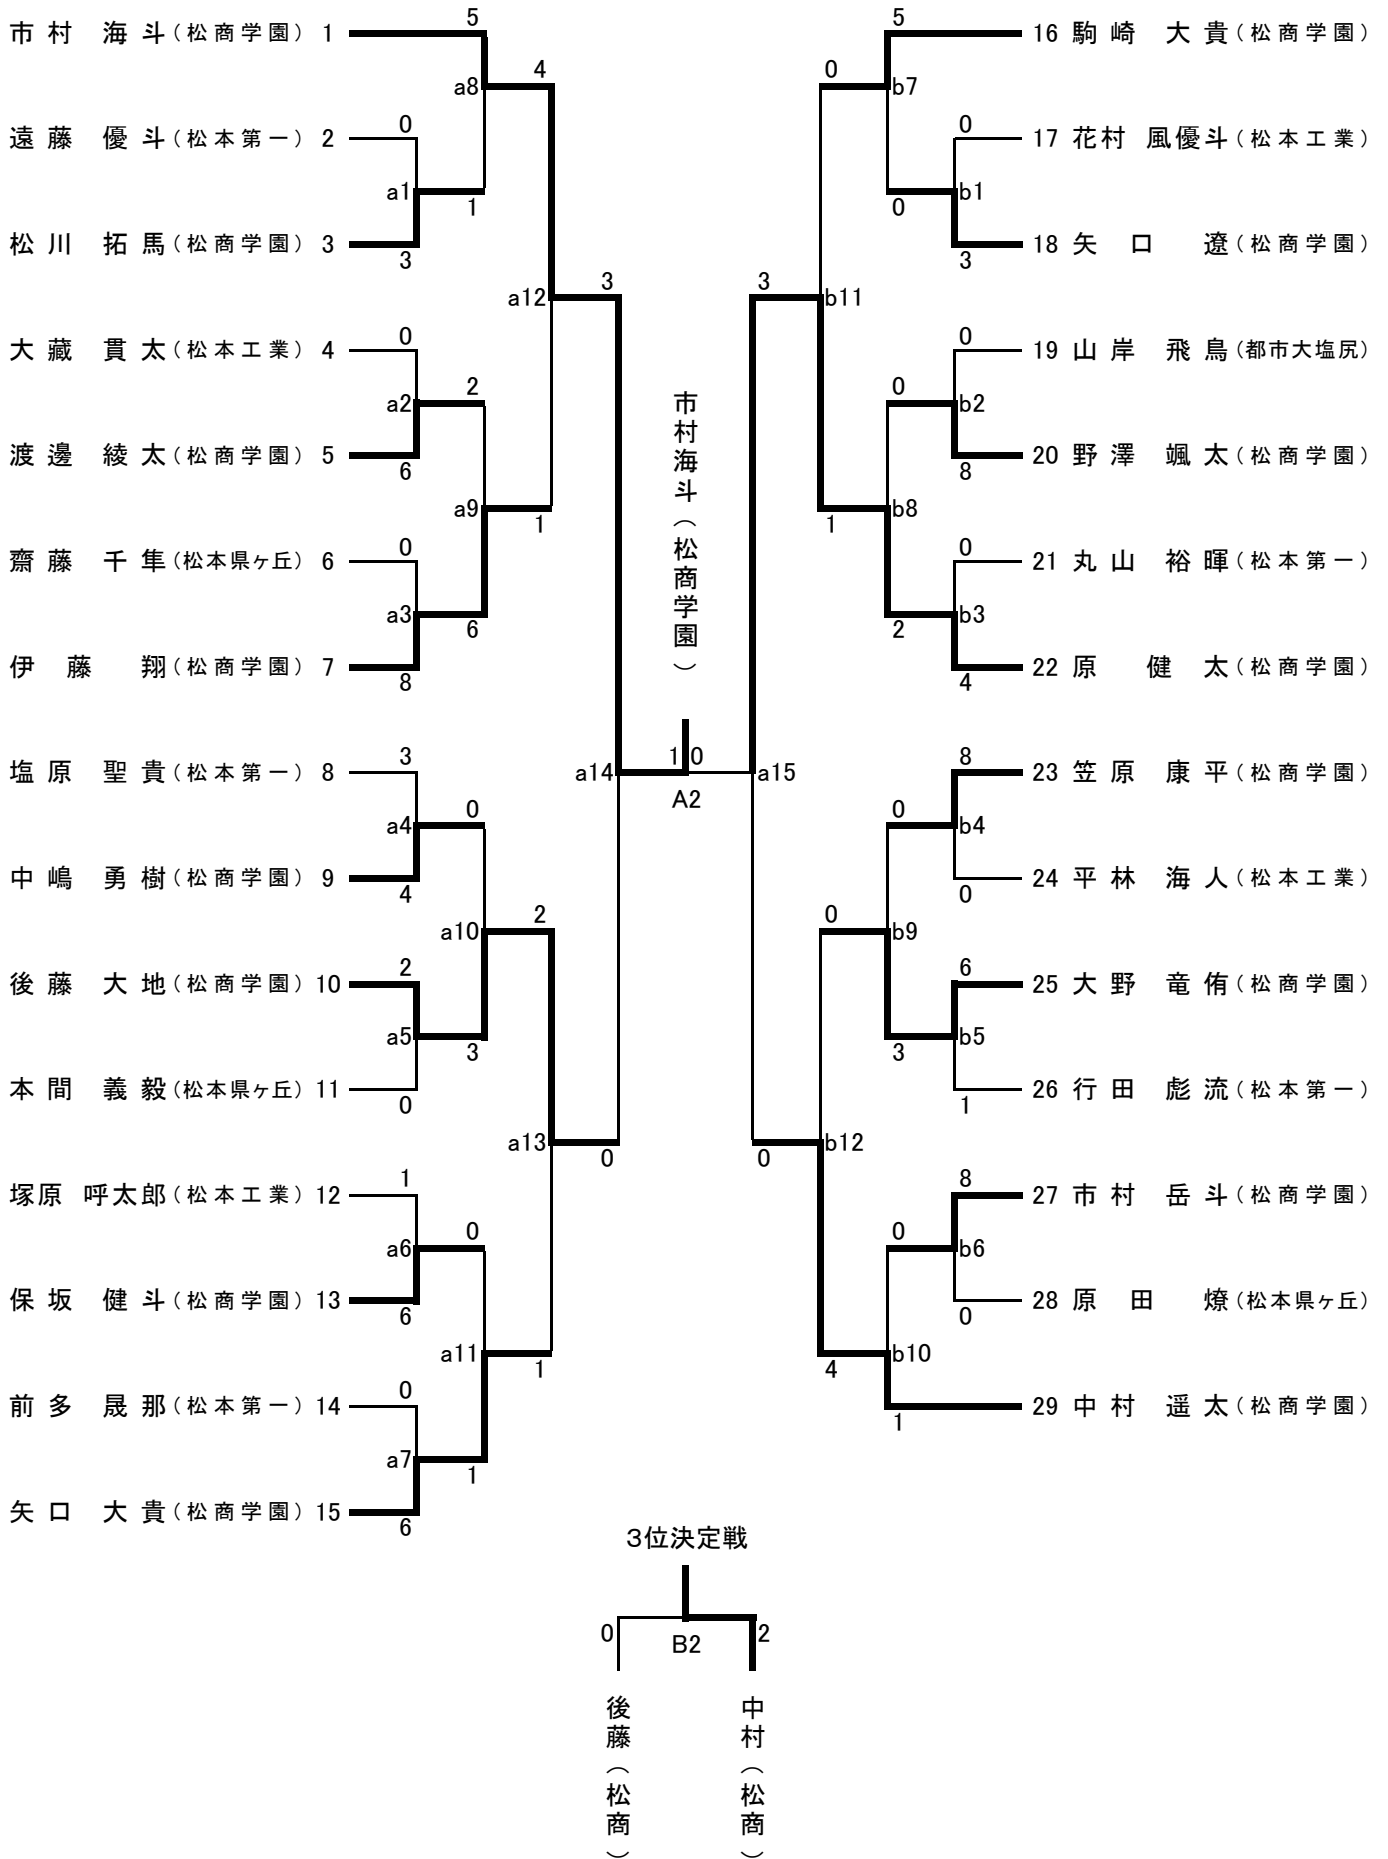 市村 海斗（松商学園） 1
遠藤 優斗（松本第一） 2
松川 拓馬（松商学園） 3
大藏 貫太（松本工業） 4
渡邊 綾太（松商学園） 5
齋藤 千隼（松本県ヶ丘） 6
伊藤 翔（松商学園） 7
塩原 聖貴（松本第一） 8
中嶋 勇樹（松商学園） 9
後藤 大地（松商学園） 10
本間 義毅（松本県ヶ丘） 11
塚原 呼太郎（松本工業） 12
保坂 健斗（松商学園） 13
前多 晟那（松本第一） 14
矢口 大貴（松商学園） 15
0
a1
3
0
a2
6
0
a3
8
3
a4
4
2
a5
0
1
a6
6
0
a7
6
5
a8
1
2
a9
6
0
a10
3
0
a11
1
4
a12
1
2
a13
1
3
a14
0
市村海斗（松商学園）
1 0
A2
3
a15
0
0
b11
1
0
b12
4
5
b7
0
0
b8
2
0
b9
3
0
b10
1
0
b1
3
0
b2
8
0
b3
4
8
b4
0
6
b5
1
8
b6
0
16 駒崎 大貴（松商学園）
17 花村 風優斗（松本工業）
18 矢口 遼（松商学園）
19 山岸 飛鳥（都市大塩尻）
20 野澤 颯太（松商学園）
21 丸山 裕暉（松本第一）
22 原 健太（松商学園）
23 笠原 康平（松商学園）
24 平林 海人（松本工業）
25 大野 竜侑（松商学園）
26 行田 彪流（松本第一）
27 市村 岳斗（松商学園）
28 原田 燎（松本県ヶ丘）
29 中村 遥太（松商学園）
３位決定戦
0
B2
2
後藤（松商）
中村（松商）